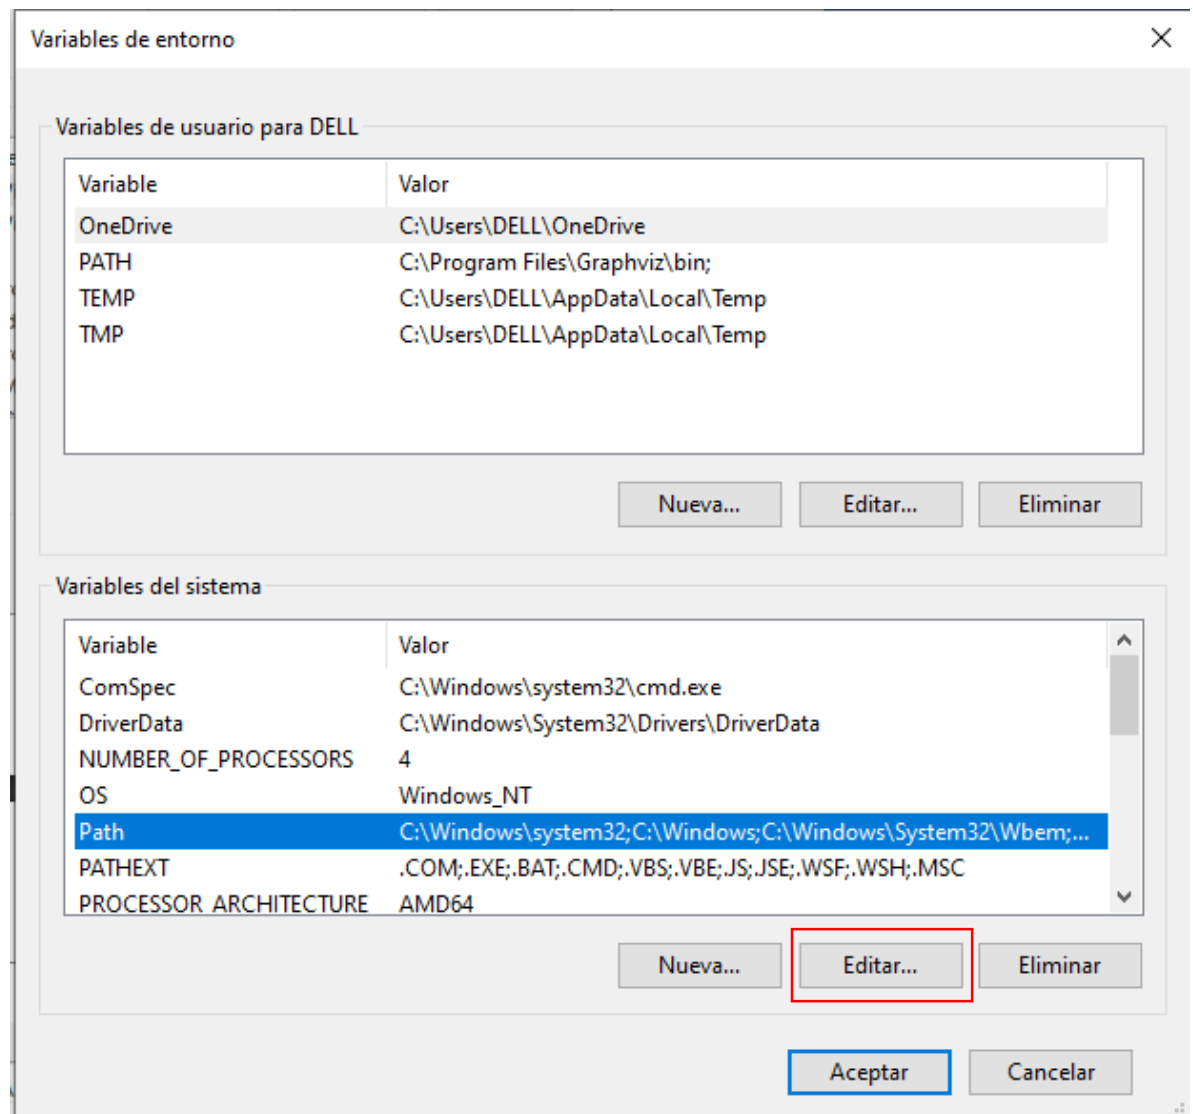 Variables de entorno
Variables de usuario para DELL
Variable Valor
OneDrive C:\Users\DELL\OneDrive
PATH C:\Program Files\Graphviz\bin;
TEMP C:\Users\DELL\AppData\Local\Temp
TMP C:\Users\DELL\AppData\Local\Temp
Nueva... Editar... Eliminar
Variables del sistema
Variable Valor
ComSpec C:\Windows\system32\cmd.exe
DriverData C:\Windows\System32\Drivers\DriverData
NUMBER_OF_PROCESSORS 4
OS Windows_NT
Path C:\Windows\system32;C:\Windows;C:\Windows\System32\Wbem;...
PATHEXT .COM;.EXE;.BAT;.CMD;.VBS;.VBE;.JS;.JSE;.WSF;.WSH;.MSC
PROCESSOR_ARCHITECTURE AMD64
Nueva... Editar... Eliminar
Aceptar Cancelar